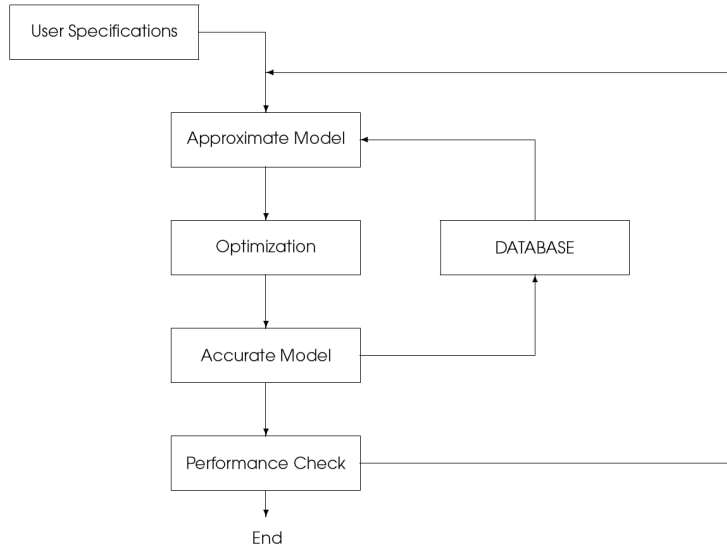 User Specifications
Approximate Model
Optimization
DATABASE
Accurate Model
Performance Check
End